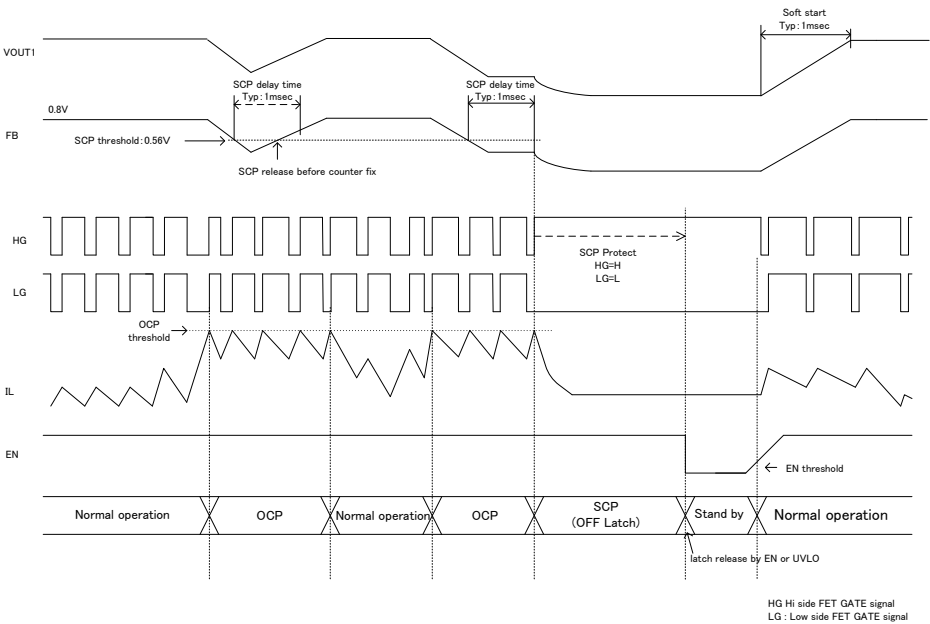 Soft start
Typ:1msec
VOUT1
SCP delay time
Typ:1msec
SCP delay time
Typ:1msec
0.8V
FB
SCP threshold:0.56V
SCP release before counter fix
HG
SCP Protect
HG=H
LG=L
LG
OCP
threshold
IL
EN
EN threshold
Normal operation
OCP
Normal operation
OCP
SCP
(OFF Latch)
Stand by
Normal operation
latch release by EN or UVLO
HG Hi side FET GATE signal
LG : Low side FET GATE signal